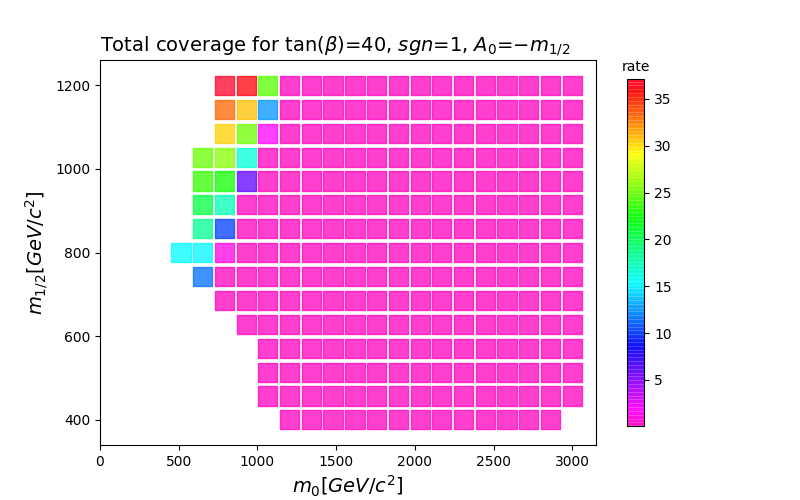 Total coverage for tan(β)=40, sgn=1, A₀=−m₁/₂
rate
1200
1000
800
600
400
m₁/₂[GeV/c²]
35
30
25
20
15
10
5
0 500 1000 1500 2000 2500 3000
m₀[GeV/c²]